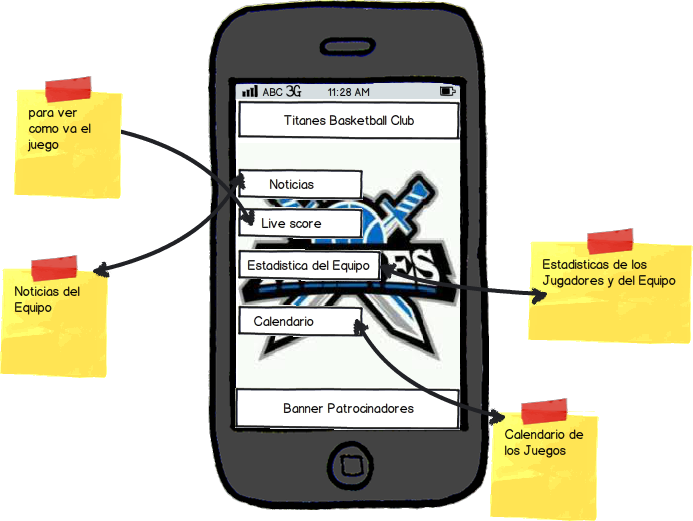 ABC 3G 11:28 AM
Titanes Basketball Club
para ver
como va el
juego
Noticias
Live score
Estadistica del Equipo
ES
Calendario
Banner Patrocinadores
Noticias del
Equipo
Estadisticas de los
Jugadores y del Equipo
Calendario de
los Juegos